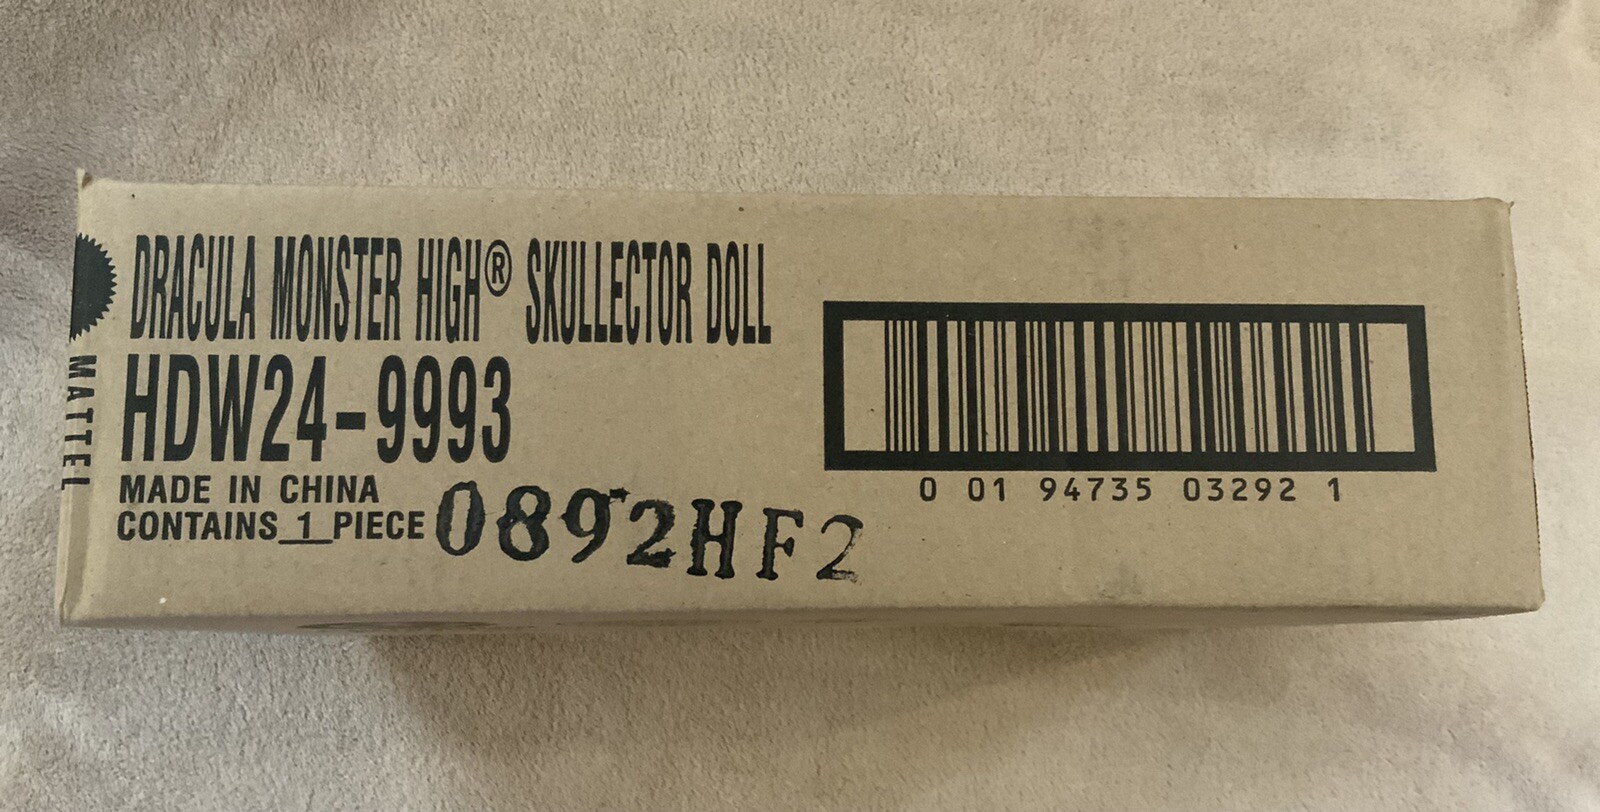 DRACULA MONSTER HIGH® SKULLECTOR DOLL
HDW24-9993
MADE IN CHINA
CONTAINS 1 PIECE
0892HF2
MATTEL
0 01 94735 03292 1